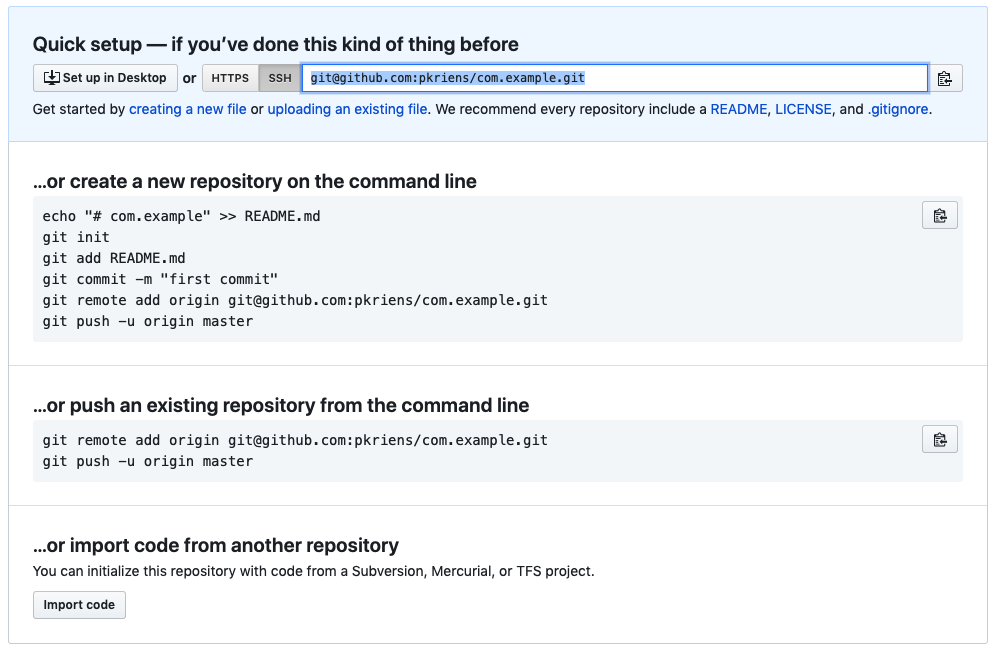 Quick setup — if you’ve done this kind of thing before
Set up in Desktop or HTTPS SSH git@github.com:pkriens/com.example.git
Get started by creating a new file or uploading an existing file. We recommend every repository include a README, LICENSE, and .gitignore.
…or create a new repository on the command line
echo "# com.example" >> README.md
git init
git add README.md
git commit -m "first commit"
git remote add origin git@github.com:pkriens/com.example.git
git push -u origin master
…or push an existing repository from the command line
git remote add origin git@github.com:pkriens/com.example.git
git push -u origin master
…or import code from another repository
You can initialize this repository with code from a Subversion, Mercurial, or TFS project.
Import code